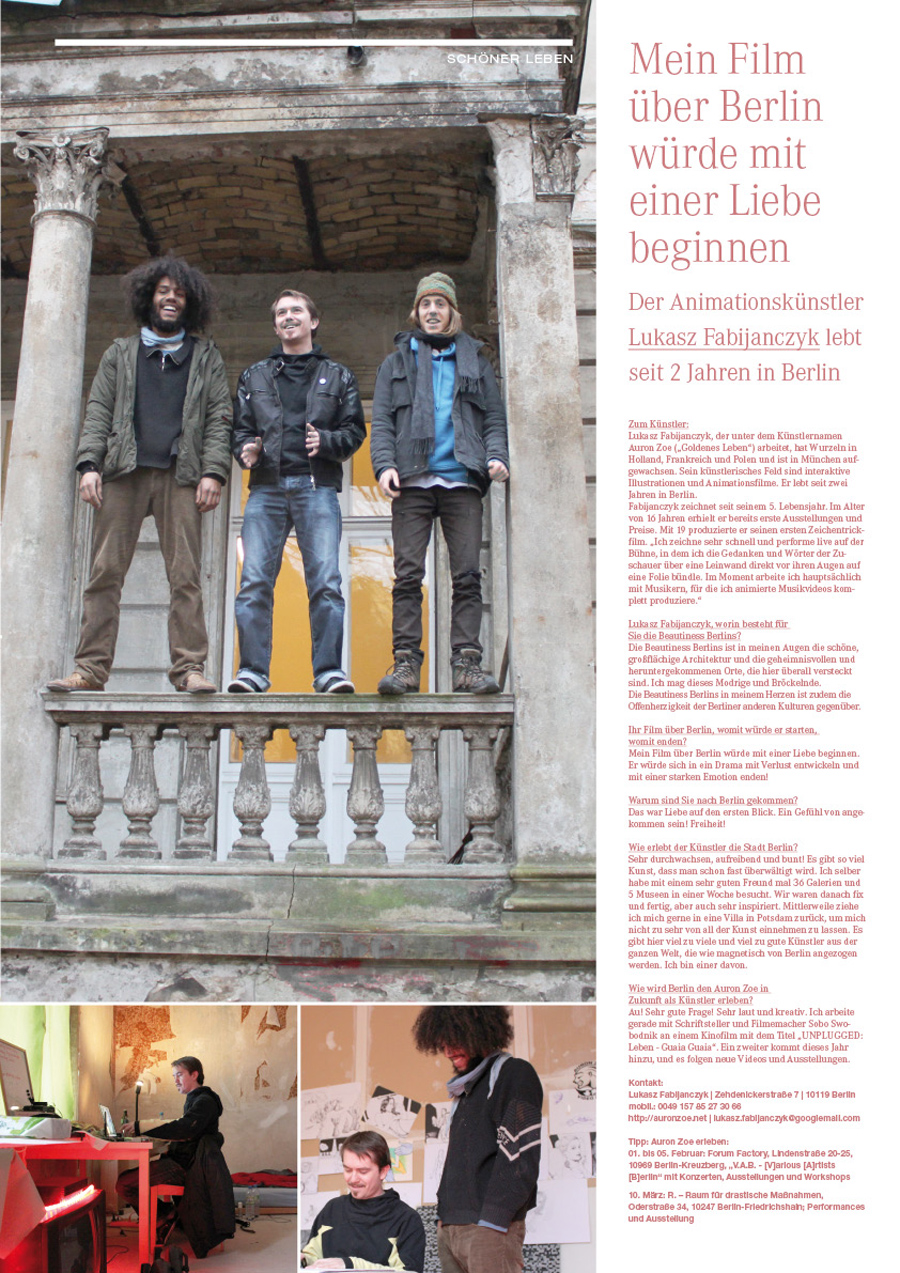 SCHÖNER LEBEN
Mein Film
über Berlin
würde mit
einer Liebe
beginnen
Der Animationskünstler
Lukasz Fabijanczyk lebt
seit 2 Jahren in Berlin
Zum Künstler:
Lukasz Fabijanczyk, der unter dem Künstlernamen
Auron Zoe („Goldenes Leben“) arbeitet, hat Wurzeln in
Holland, Frankreich und Polen und ist in München auf-
gewachsen. Sein künstlerisches Feld sind interaktive
Illustrationen und Animationsfilme. Er lebt seit zwei
Jahren in Berlin.
Fabijanczyk zeichnet seit seinem 5. Lebensjahr. Im Alter
von 16 Jahren erhielt er bereits erste Ausstellungen und
Preise. Mit 19 produzierte er seinen ersten Zeichentrick-
film. „Ich zeichne sehr schnell und performe live auf der
Bühne, in dem ich die Gedanken und Wörter der Zu-
schauer über eine Leinwand direkt vor ihren Augen auf
eine Folie bündle. Im Moment arbeite ich hauptsächlich
mit Musikern, für die ich animierte Musikvideos kom-
plett produziere.“
Lukasz Fabijanczyk, worin besteht für
Sie die Beautiness Berlins?
Die Beautiness Berlins ist in meinen Augen die schöne,
großflächige Architektur und die geheimnisvollen und
heruntergekommenen Orte, die hier überall versteckt
sind. Ich mag dieses Modrige und Bröckelnde.
Die Beautiness Berlins in meinem Herzen ist zudem die
Offenherzigkeit der Berliner anderen Kulturen gegenüber.
Ihr Film über Berlin, womit würde er starten,
womit enden?
Mein Film über Berlin würde mit einer Liebe beginnen.
Er würde sich in ein Drama mit Verlust entwickeln und
mit einer starken Emotion enden!
Warum sind Sie nach Berlin gekommen?
Das war Liebe auf den ersten Blick. Ein Gefühl von ange-
kommen sein! Freiheit!
Wie erlebt der Künstler die Stadt Berlin?
Sehr durchwachsen, aufreibend und bunt! Es gibt so viel
Kunst, dass man schon fast überwältigt wird. Ich selber
habe mit einem sehr guten Freund mal 36 Galerien und
5 Museen in einer Woche besucht. Wir waren danach fix
und fertig, aber auch sehr inspiriert. Mittlerweile ziehe
ich mich gerne in eine Villa in Potsdam zurück, um mich
nicht zu sehr von all der Kunst einnehmen zu lassen. Es
gibt hier viel zu viele und viel zu gute Künstler aus der
ganzen Welt, die wie magnetisch von Berlin angezogen
werden. Ich bin einer davon.
Wie wird Berlin den Auron Zoe in
Zukunft als Künstler erleben?
Au! Sehr gute Frage! Sehr laut und kreativ. Ich arbeite
gerade mit Schriftsteller und Filmemacher Sobo Swo-
bodnik an einem Kinofilm mit dem Titel „UNPLUGGED:
Leben - Guaia Guaia“. Ein zweiter kommt dieses Jahr
hinzu, und es folgen neue Videos und Ausstellungen.
Kontakt:
Lukasz Fabijanczyk | Zehdenickerstraße 7 | 10119 Berlin
mobil.: 0049 157 85 27 30 66
http://auronzoe.net | lukasz.fabijanczyk@googlemail.com
Tipp: Auron Zoe erleben:
01. bis 05. Februar: Forum Factory, Lindenstraße 20-25,
10969 Berlin-Kreuzberg, „V.A.B. - [V]arious [A]rtists
[B]erlin“ mit Konzerten, Ausstellungen und Workshops
10. März: R. – Raum für drastische Maßnahmen,
Oderstraße 34, 10247 Berlin-Friedrichshain; Performances
und Ausstellung